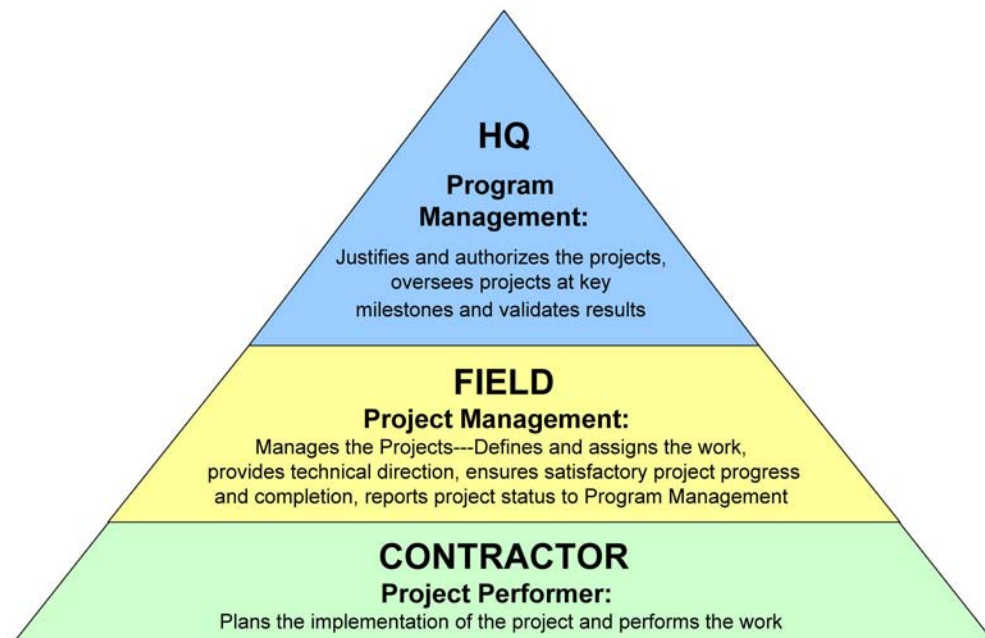 HQ
Program
Management:
Justifies and authorizes the projects,
oversees projects at key
milestones and validates results
FIELD
Project Management:
Manages the Projects---Defines and assigns the work,
provides technical direction, ensures satisfactory project progress
and completion, reports project status to Program Management
CONTRACTOR
Project Performer:
Plans the implementation of the project and performs the work